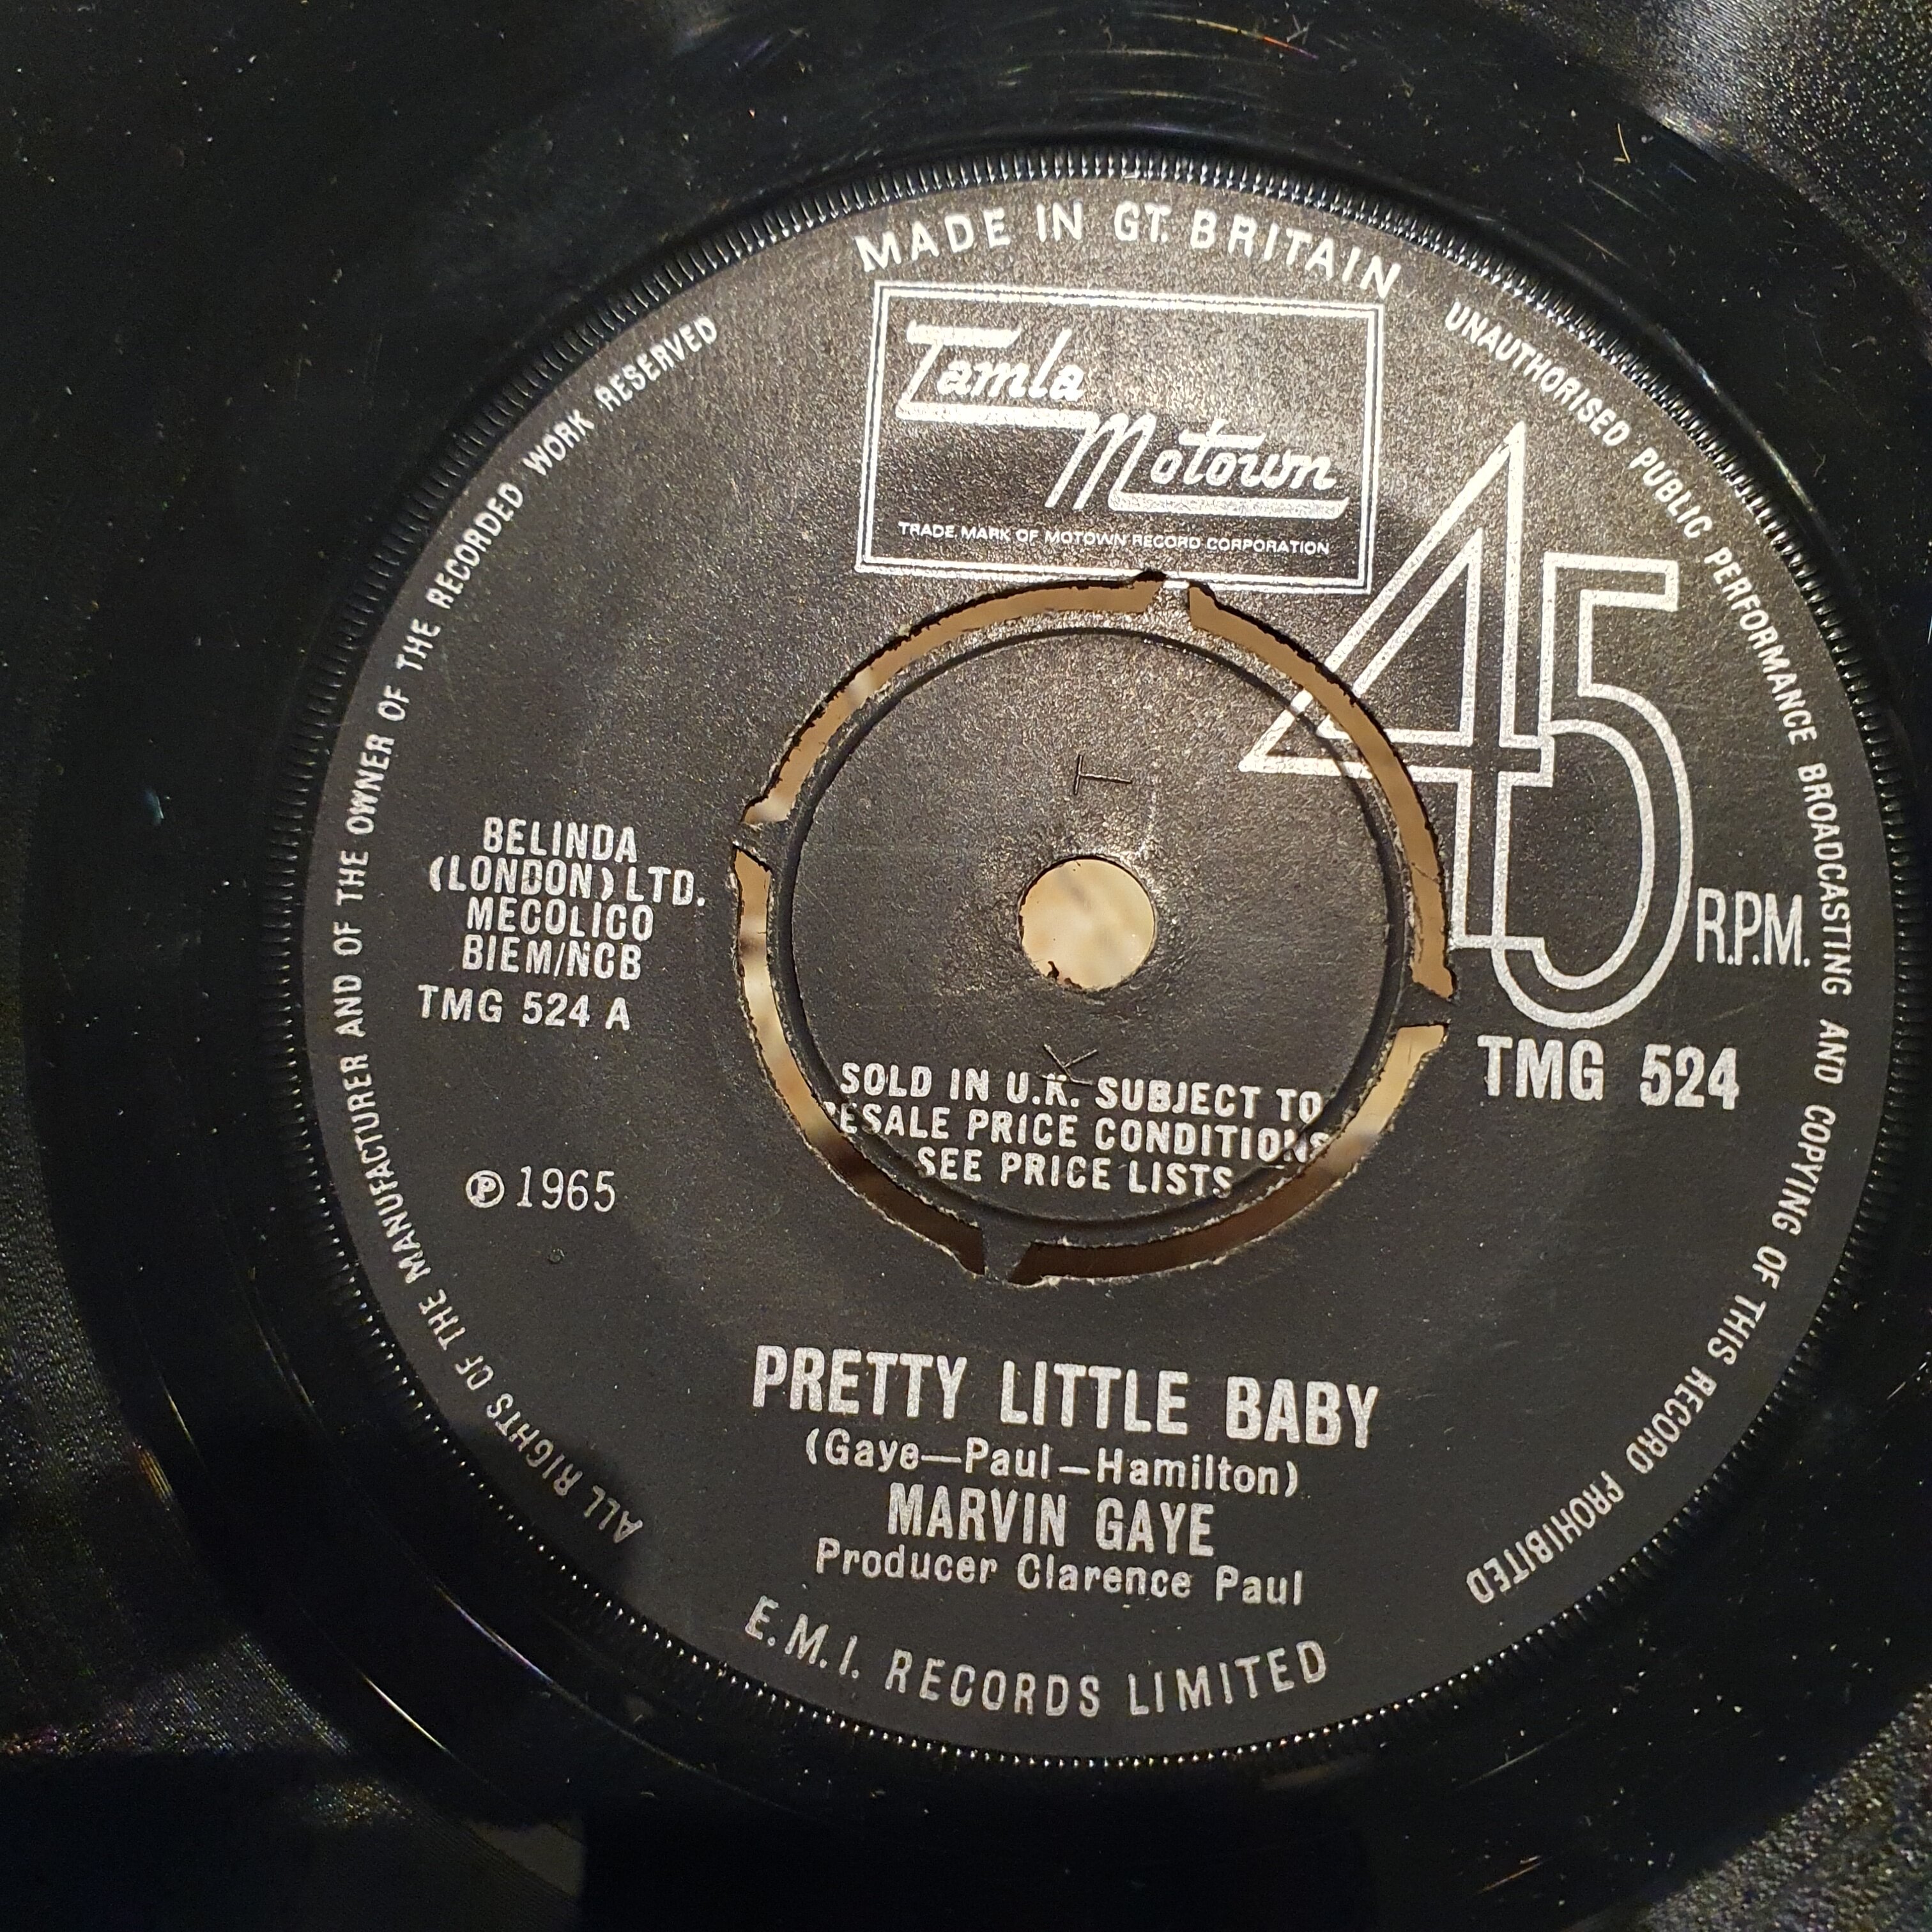 MADE IN GT. BRITAIN
Tamla
Motown
TRADE MARK OF MOTOWN RECORD CORPORATION
UNAUTHORISED PUBLIC PERFORMANCE BROADCASTING AND COPYING OF THIS RECORD PROHIBITED
ALL RIGHTS OF THE MANUFACTURER AND OF THE OWNER OF THE RECORDED WORK RESERVED
45 R.P.M.
TMG 524
BELINDA
(LONDON) LTD.
MECOLICO
BIEM/NCB
TMG 524 A
T
K
SOLD IN U.K. SUBJECT TO
RESALE PRICE CONDITIONS
SEE PRICE LISTS
℗ 1965
PRETTY LITTLE BABY
(Gaye—Paul—Hamilton)
MARVIN GAYE
Producer Clarence Paul
E.M.I. RECORDS LIMITED